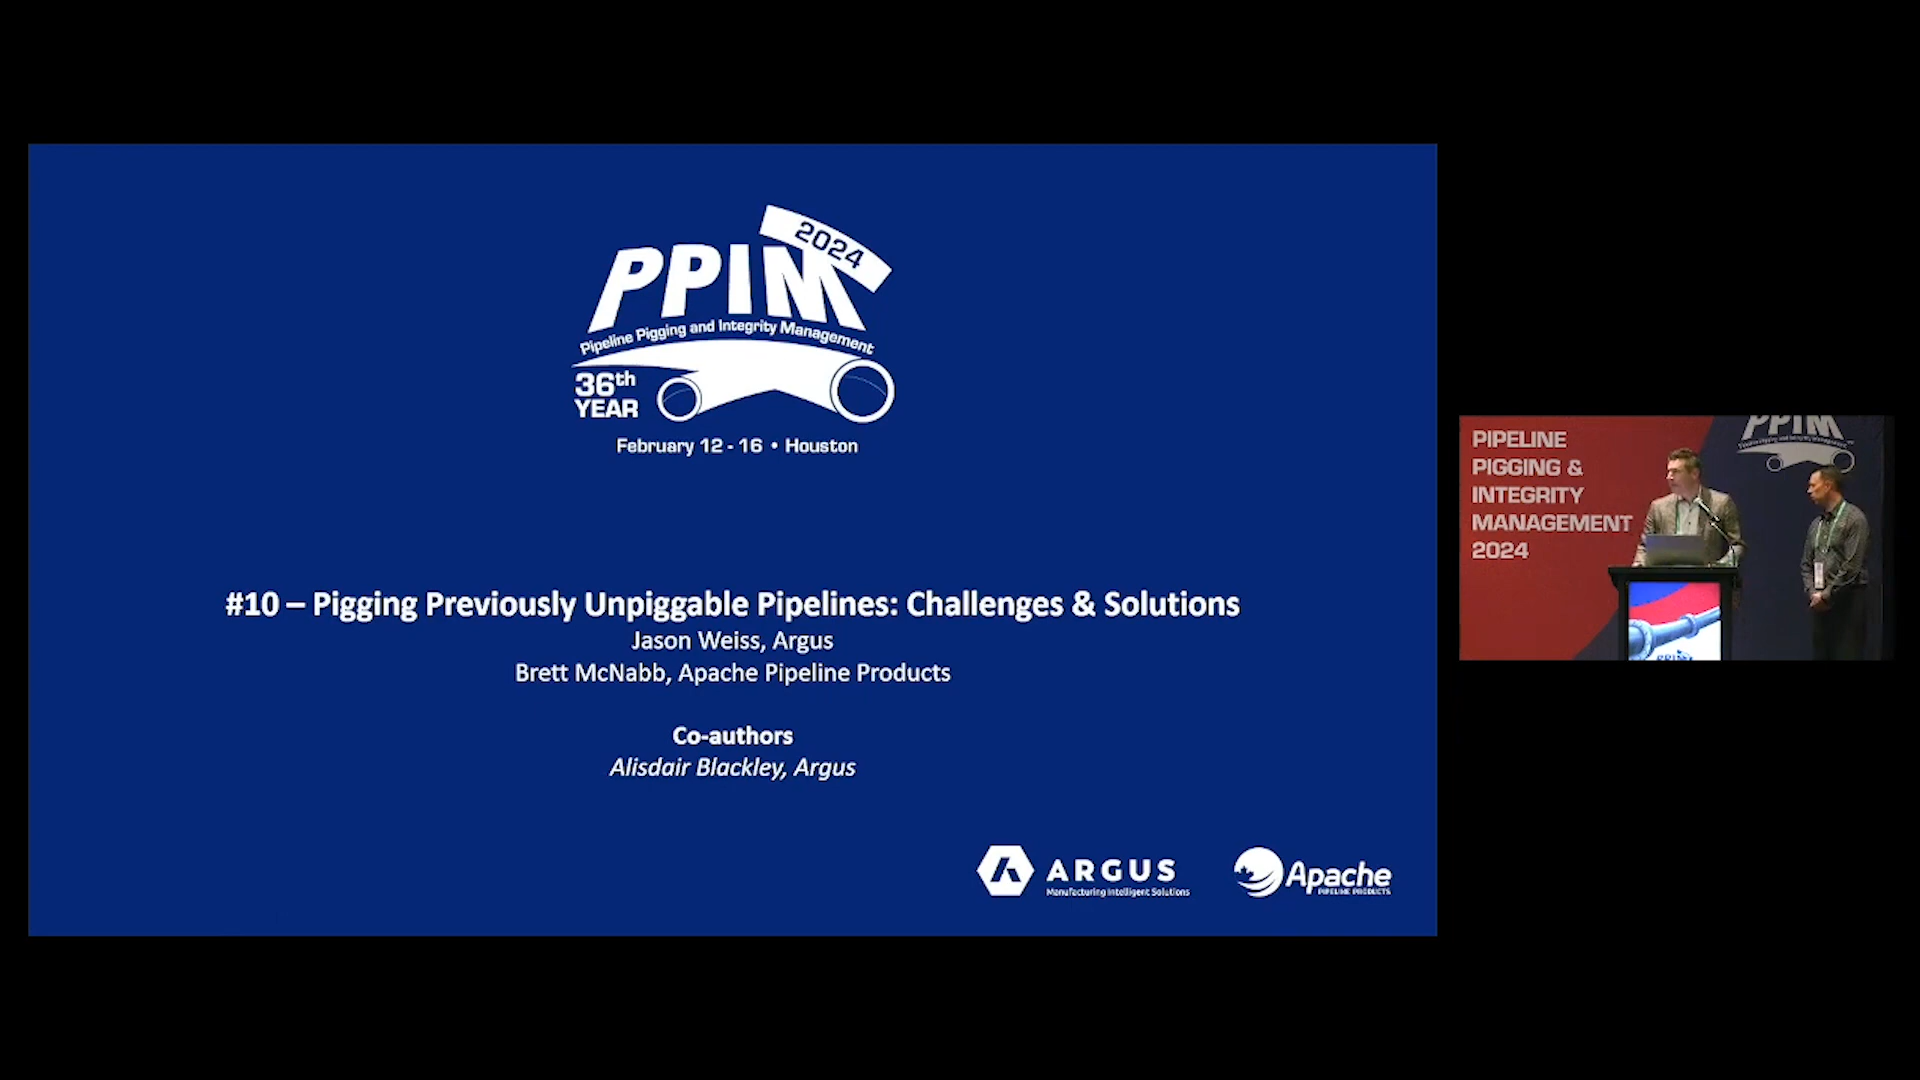 2024
PPIM
Pipeline Pigging and Integrity Management
36th
YEAR
February 12 - 16 • Houston
#10 – Pigging Previously Unpiggable Pipelines: Challenges & Solutions
Jason Weiss, Argus
Brett McNabb, Apache Pipeline Products
Co-authors
Alisdair Blackley, Argus
ARGUS
Manufacturing Intelligent Solutions
Apache
PIPELINE PRODUCTS
PIPELINE
PIGGING &
INTEGRITY
MANAGEMENT
2024
PPIM